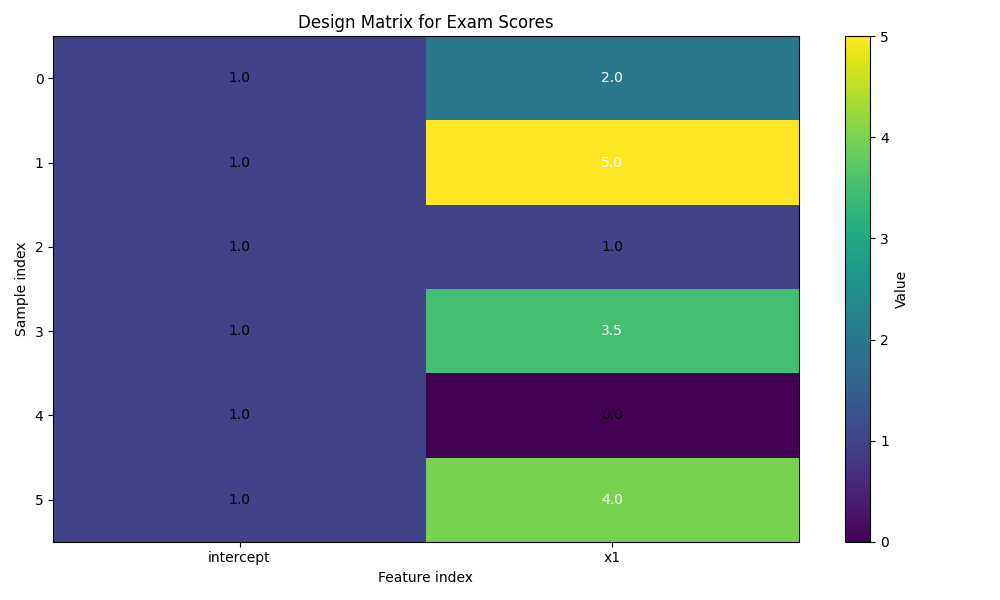 Design Matrix for Exam Scores
0 1.0 2.0
1 1.0 5.0
2 1.0 1.0
3 1.0 3.5
4 1.0 0.0
5 1.0 4.0
intercept x1
Feature index
Sample index
5
4
3
2
1
0
Value